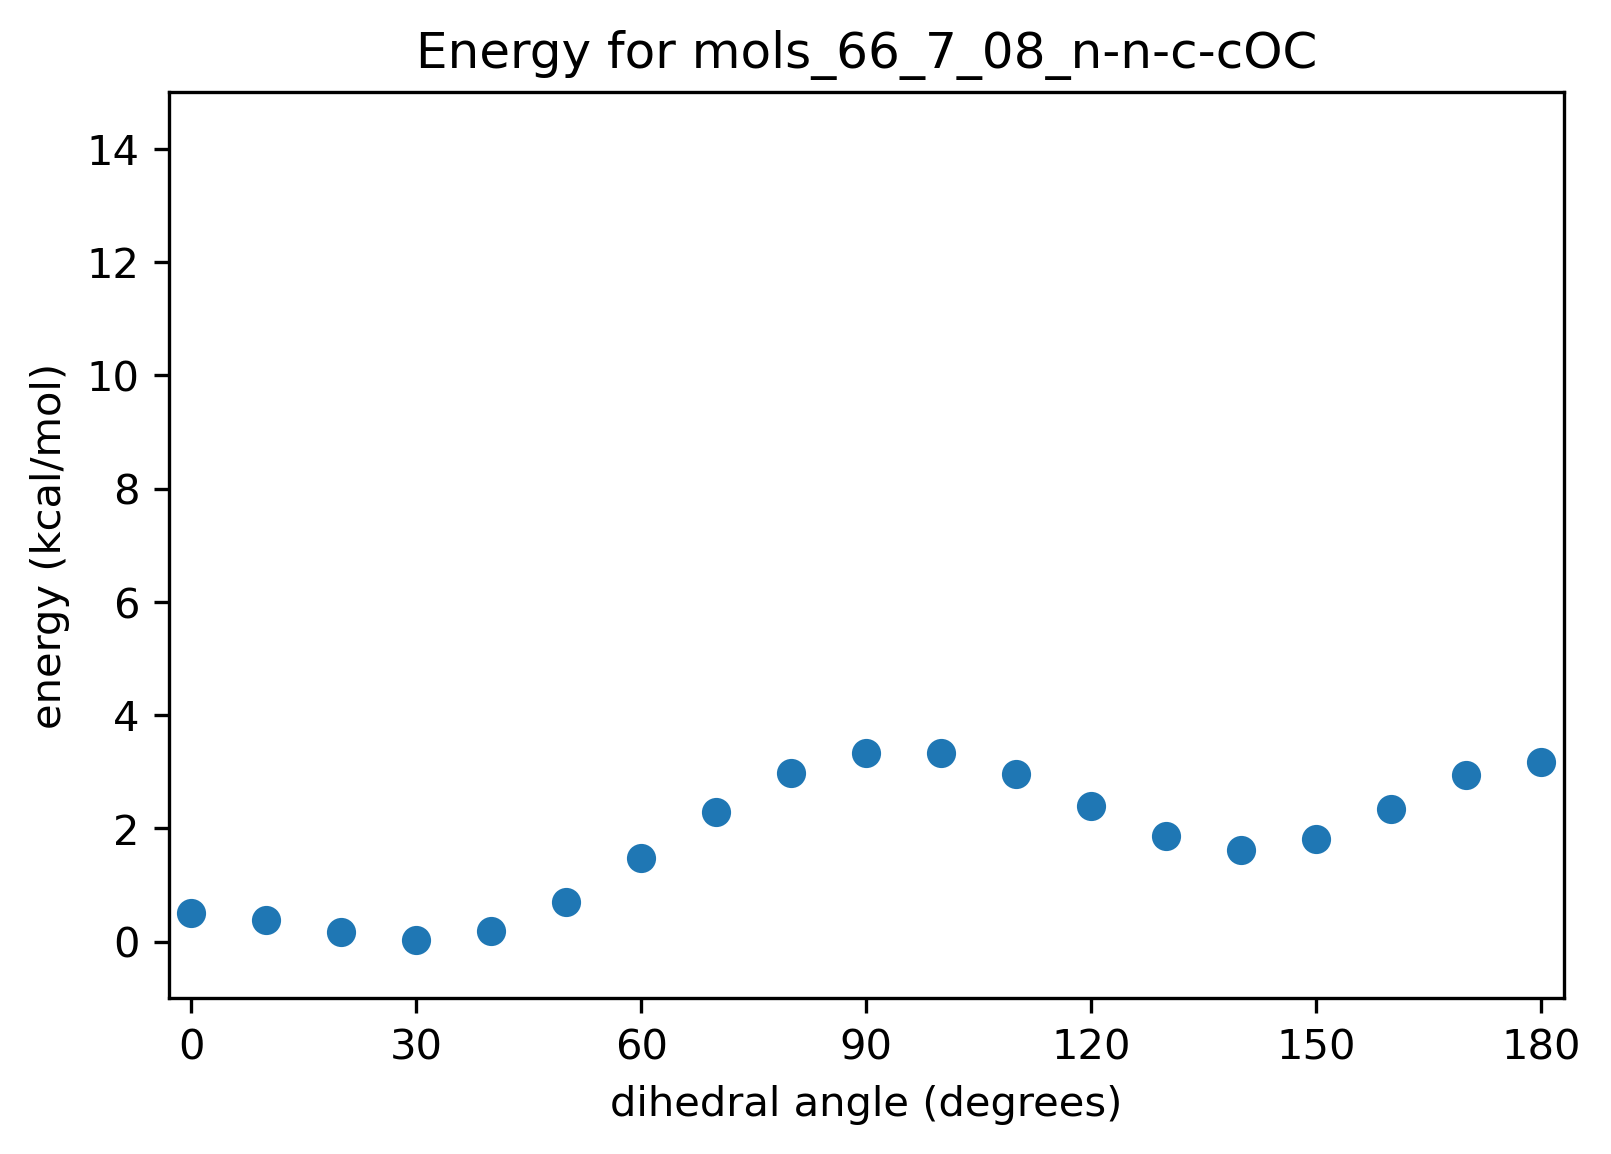 Energy for mols_66_7_08_n-n-c-cOC
14
12
10
8
6
4
2
0
energy (kcal/mol)
0 30 60 90 120 150 180
dihedral angle (degrees)